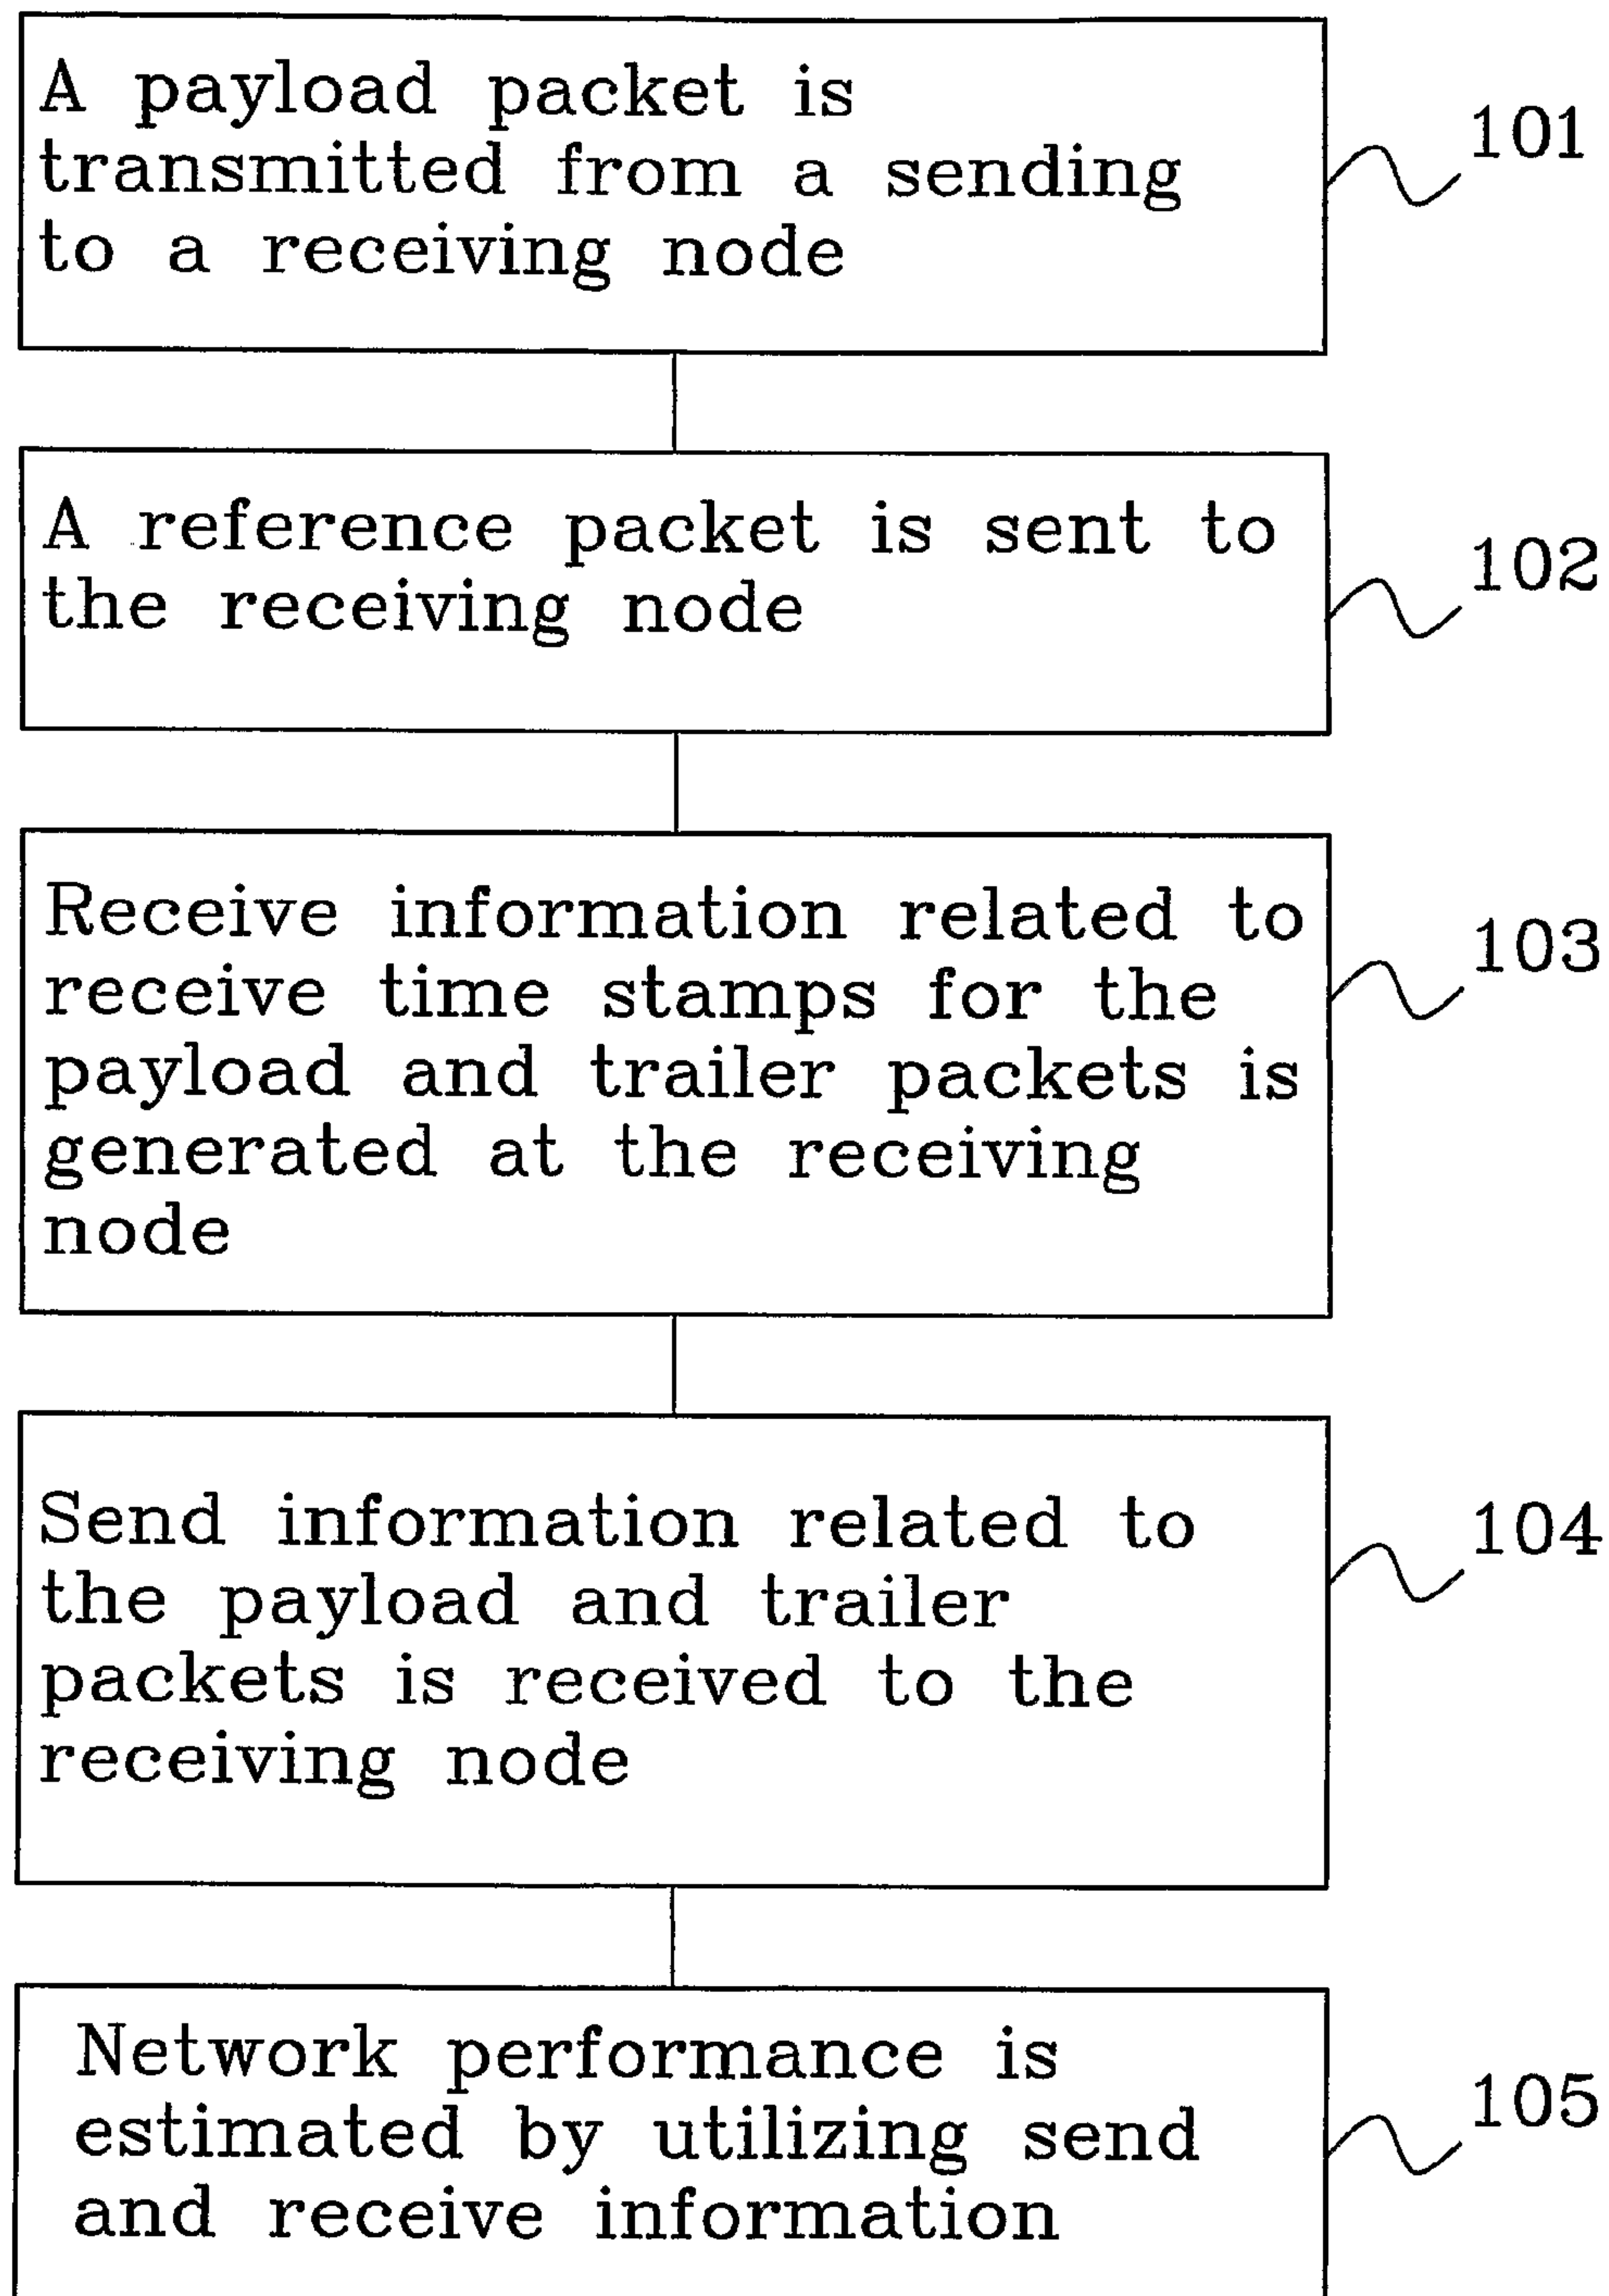 A payload packet is
transmitted from a sending
to a receiving node
101
A reference packet is sent to
the receiving node
102
Receive information related to
receive time stamps for the
payload and trailer packets is
generated at the receiving
node
103
Send information related to
the payload and trailer
packets is received to the
receiving node
104
Network performance is
estimated by utilizing send
and receive information
105